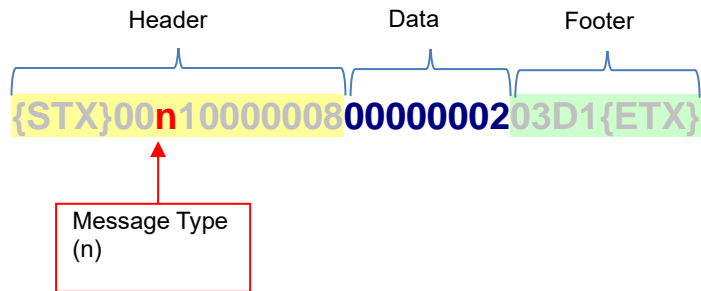 Header Data Footer
{STX}00n10000008000000203D1{ETX}
Message Type
(n)